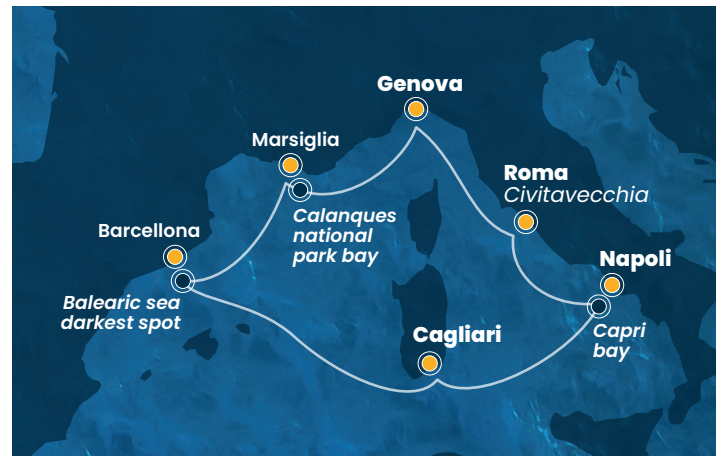 Genova
Marsiglia
Roma
Civitavecchia
Calanques
national
park bay
Barcellona
Napoli
Balearic sea
darkest spot
Cagliari
Capri
bay